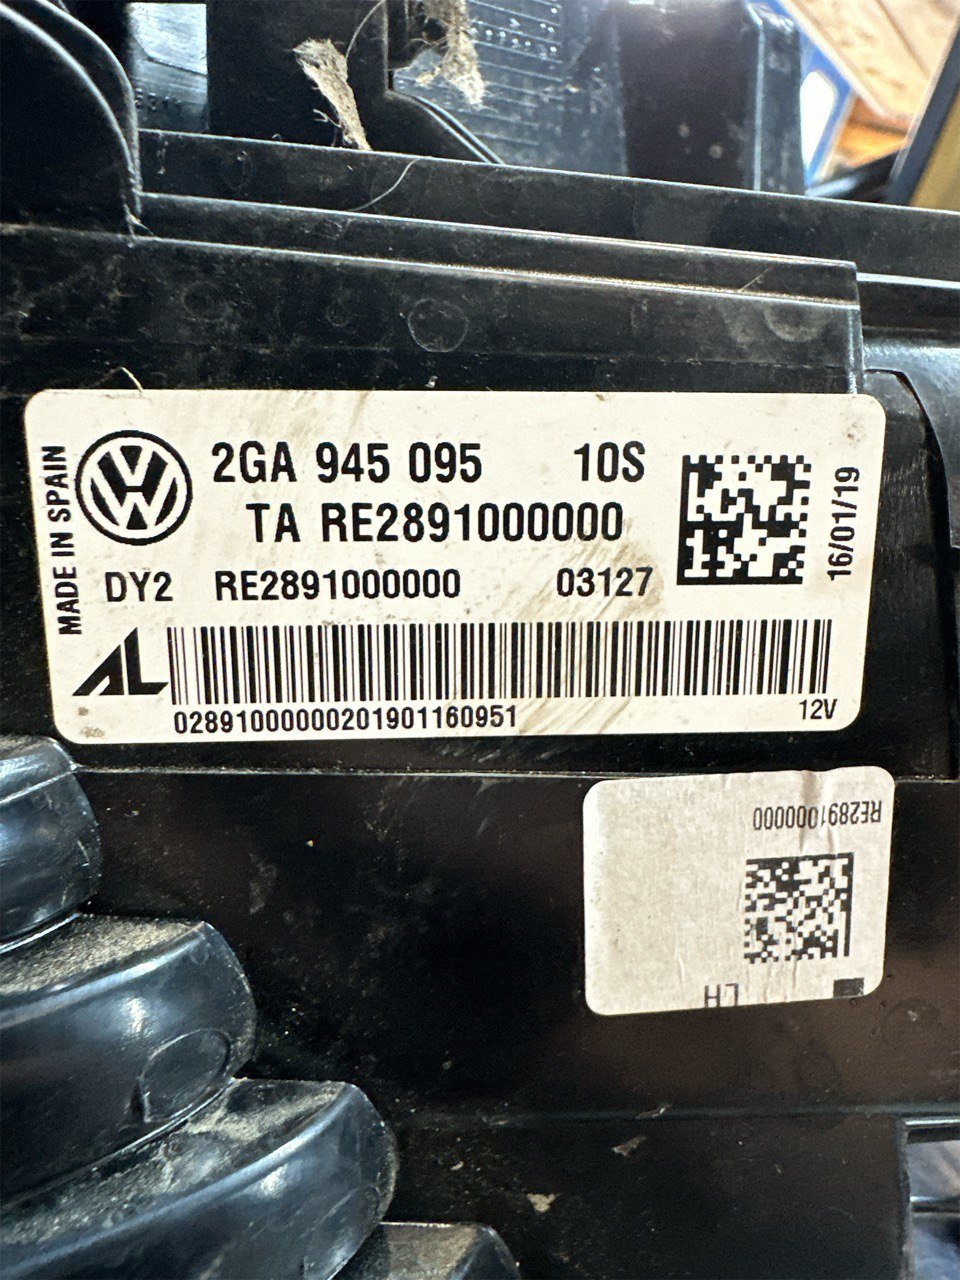 MADE IN SPAIN
2GA 945 095 10S
TA RE2891000000
DY2 RE2891000000 03127
16/01/19
AL
02891000000201901160951
12V
RE2891000000
LH